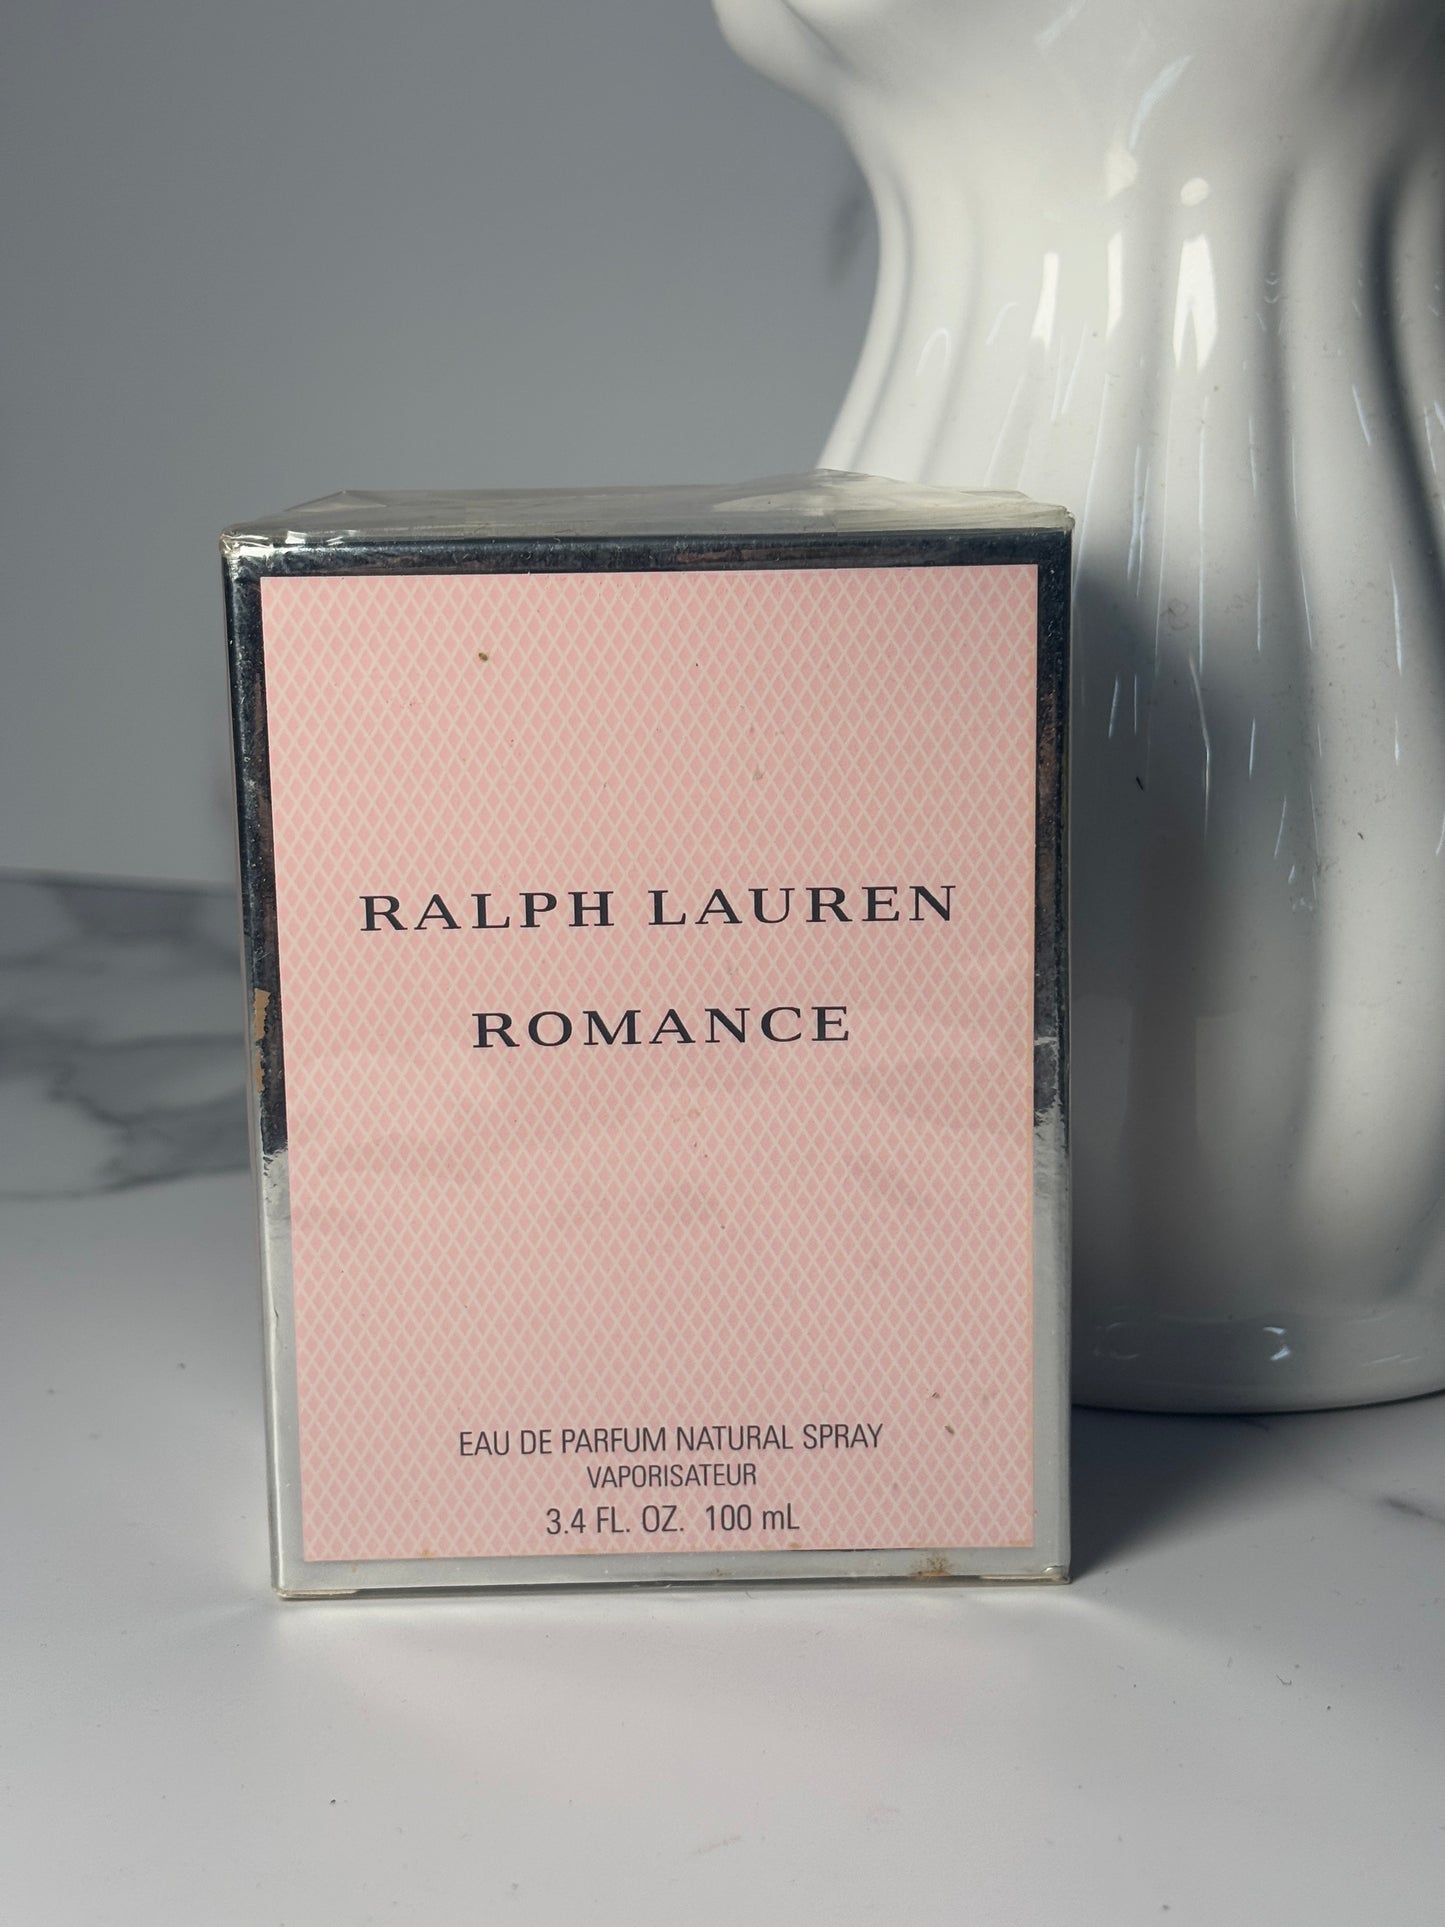 RALPH LAUREN
ROMANCE
EAU DE PARFUM NATURAL SPRAY
VAPORISATEUR
3.4 FL. OZ. 100 mL